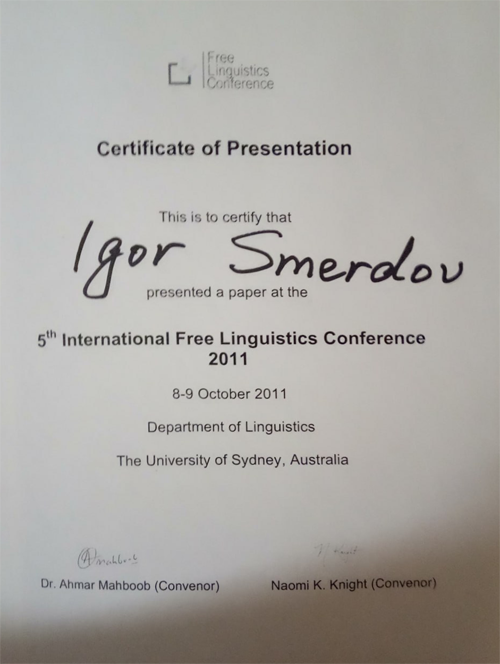 Free
Linguistics
Conference
Certificate of Presentation
This is to certify that
Igor Smerdov
presented a paper at the
5th International Free Linguistics Conference
2011
8-9 October 2011
Department of Linguistics
The University of Sydney, Australia
Dr. Ahmar Mahboob (Convenor) Naomi K. Knight (Convenor)